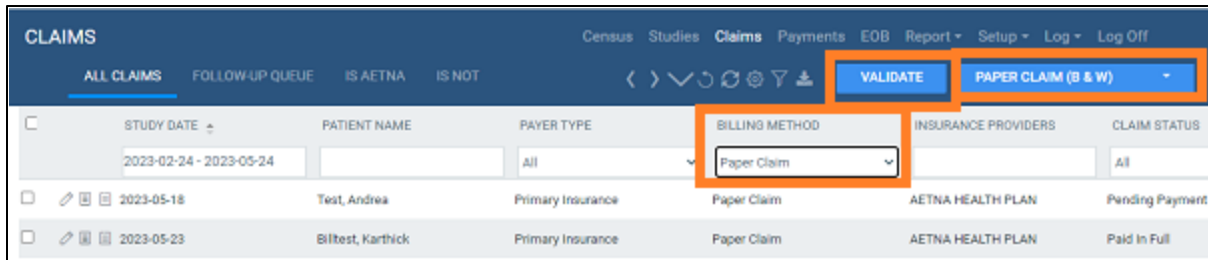 CLAIMS Census Studies Claims Payments EOB Report Setup Log Log Off
ALL CLAIMS FOLLOW-UP QUEUE IS AETNA IS NOT VALIDATE PAPER CLAIM (B & W)
STUDY DATE PATIENT NAME PAYER TYPE BILLING METHOD INSURANCE PROVIDERS CLAIM STATUS
2023-02-24 - 2023-05-24 All Paper Claim All
2023-05-18 Test, Andrea Primary Insurance Paper Claim AETNA HEALTH PLAN Pending Payment
2023-05-23 Billtest, Karthick Primary Insurance Paper Claim AETNA HEALTH PLAN Paid In Full